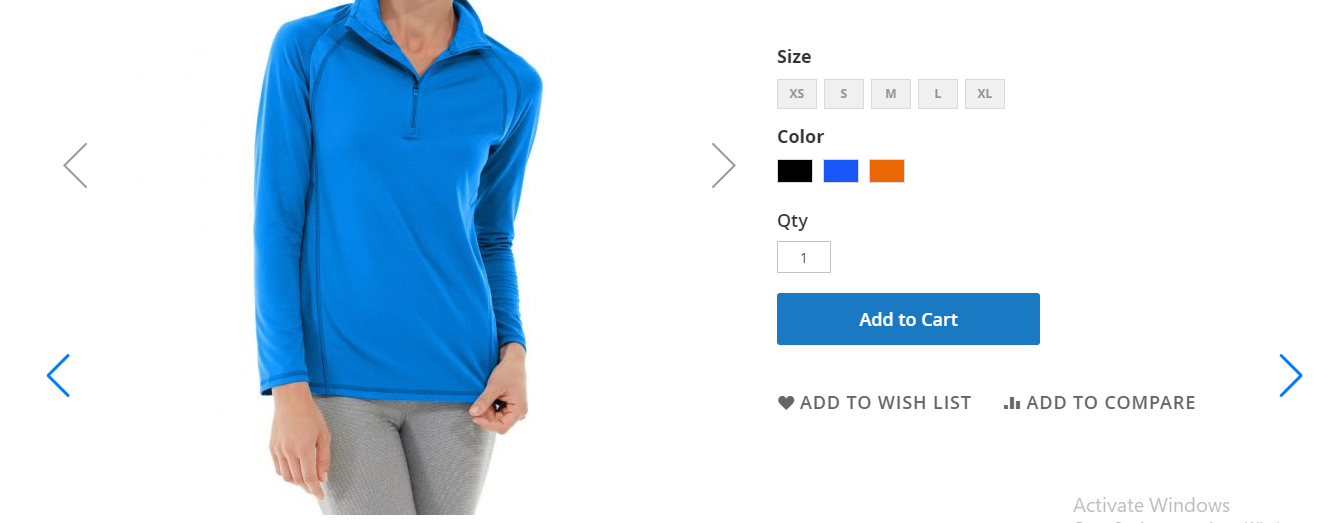 Size
XS S M L XL
Color
Qty
1
Add to Cart
ADD TO WISH LIST ADD TO COMPARE
Activate Windows